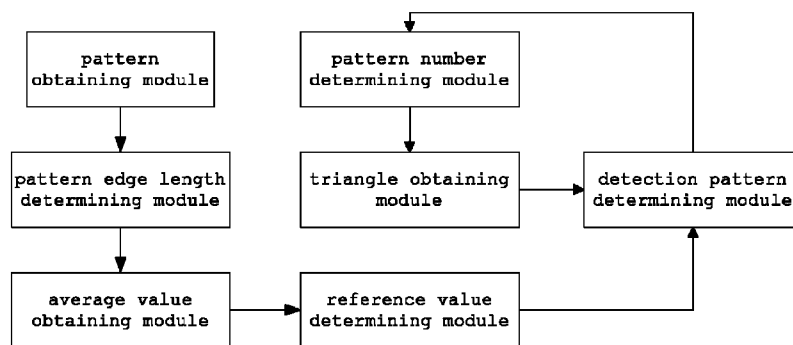 pattern
obtaining module
pattern number
determining module
pattern edge length
determining module
triangle obtaining
module
detection pattern
determining module
average value
obtaining module
reference value
determining module